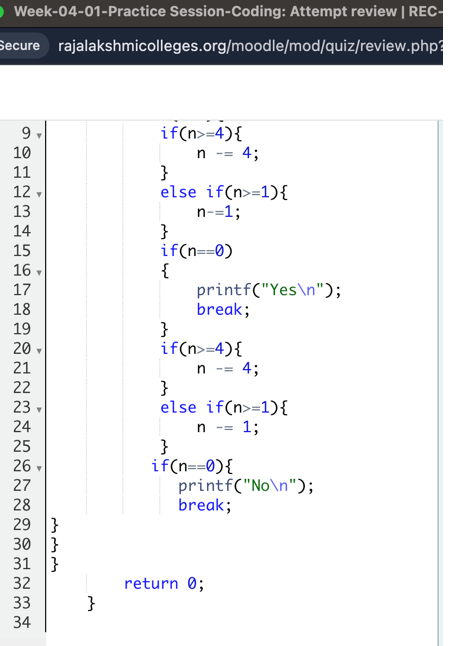 Week-04-01-Practice Session-Coding: Attempt review | REC-
Secure rajalakshmicolleges.org/moodle/mod/quiz/review.php?
9 if(n>=4){
10 n -= 4;
11 }
12 else if(n>=1){
13 n-=1;
14 }
15 if(n==0)
16 {
17 printf("Yes\n");
18 break;
19 }
20 if(n>=4){
21 n -= 4;
22 }
23 else if(n>=1){
24 n -= 1;
25 }
26 if(n==0){
27 printf("No\n");
28 break;
29 }
30 }
31 }
32 return 0;
33 }
34